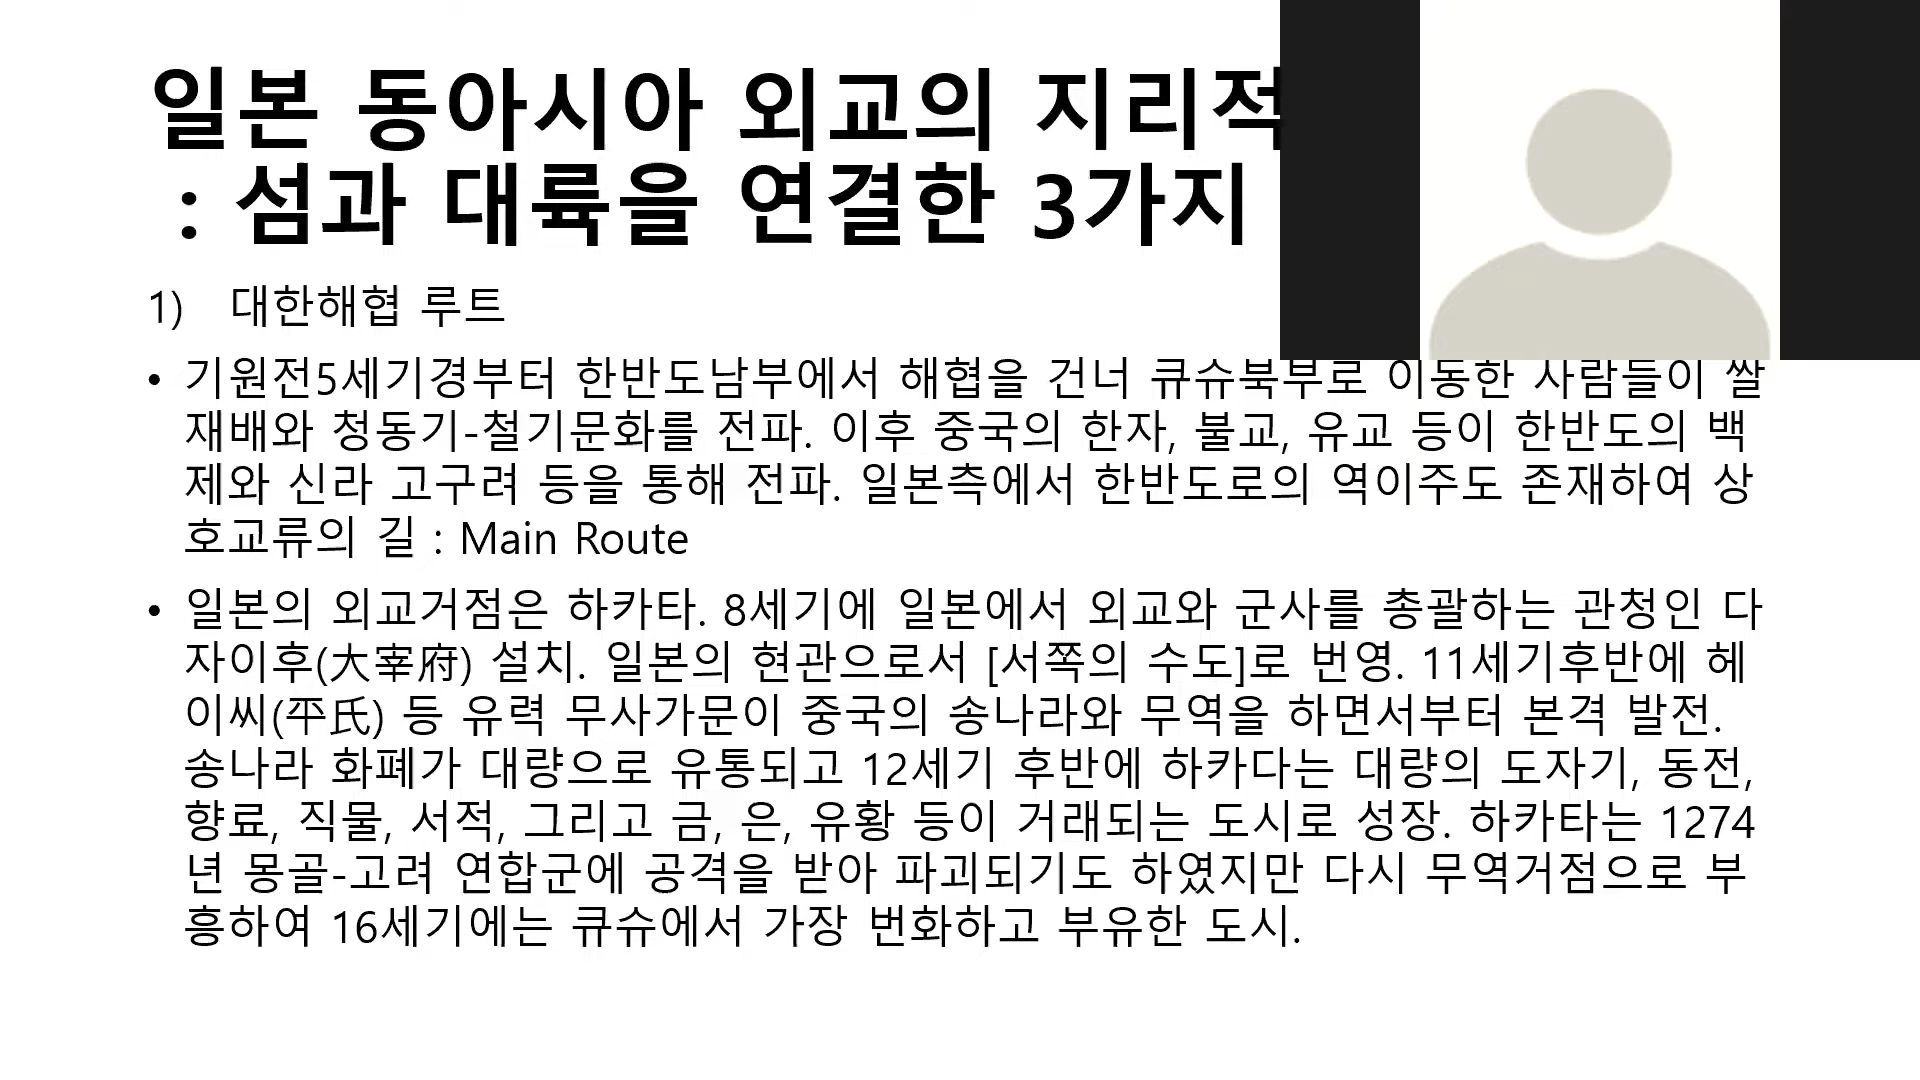 일본 동아시아 외교의 지리적
: 섬과 대륙을 연결한 3가지
1) 대한해협 루트
• 기원전5세기경부터 한반도남부에서 해협을 건너 큐슈북부로 이동한 사람들이 쌀
재배와 청동기-철기문화를 전파. 이후 중국의 한자, 불교, 유교 등이 한반도의 백
제와 신라 고구려 등을 통해 전파. 일본측에서 한반도로의 역이주도 존재하여 상
호교류의 길 : Main Route
• 일본의 외교거점은 하카타. 8세기에 일본에서 외교와 군사를 총괄하는 관청인 다
자이후(大宰府) 설치. 일본의 현관으로서 [서쪽의 수도]로 번영. 11세기후반에 헤
이씨(平氏) 등 유력 무사가문이 중국의 송나라와 무역을 하면서부터 본격 발전.
송나라 화폐가 대량으로 유통되고 12세기 후반에 하카다는 대량의 도자기, 동전,
향료, 직물, 서적, 그리고 금, 은, 유황 등이 거래되는 도시로 성장. 하카타는 1274
년 몽골-고려 연합군에 공격을 받아 파괴되기도 하였지만 다시 무역거점으로 부
흥하여 16세기에는 큐슈에서 가장 번화하고 부유한 도시.